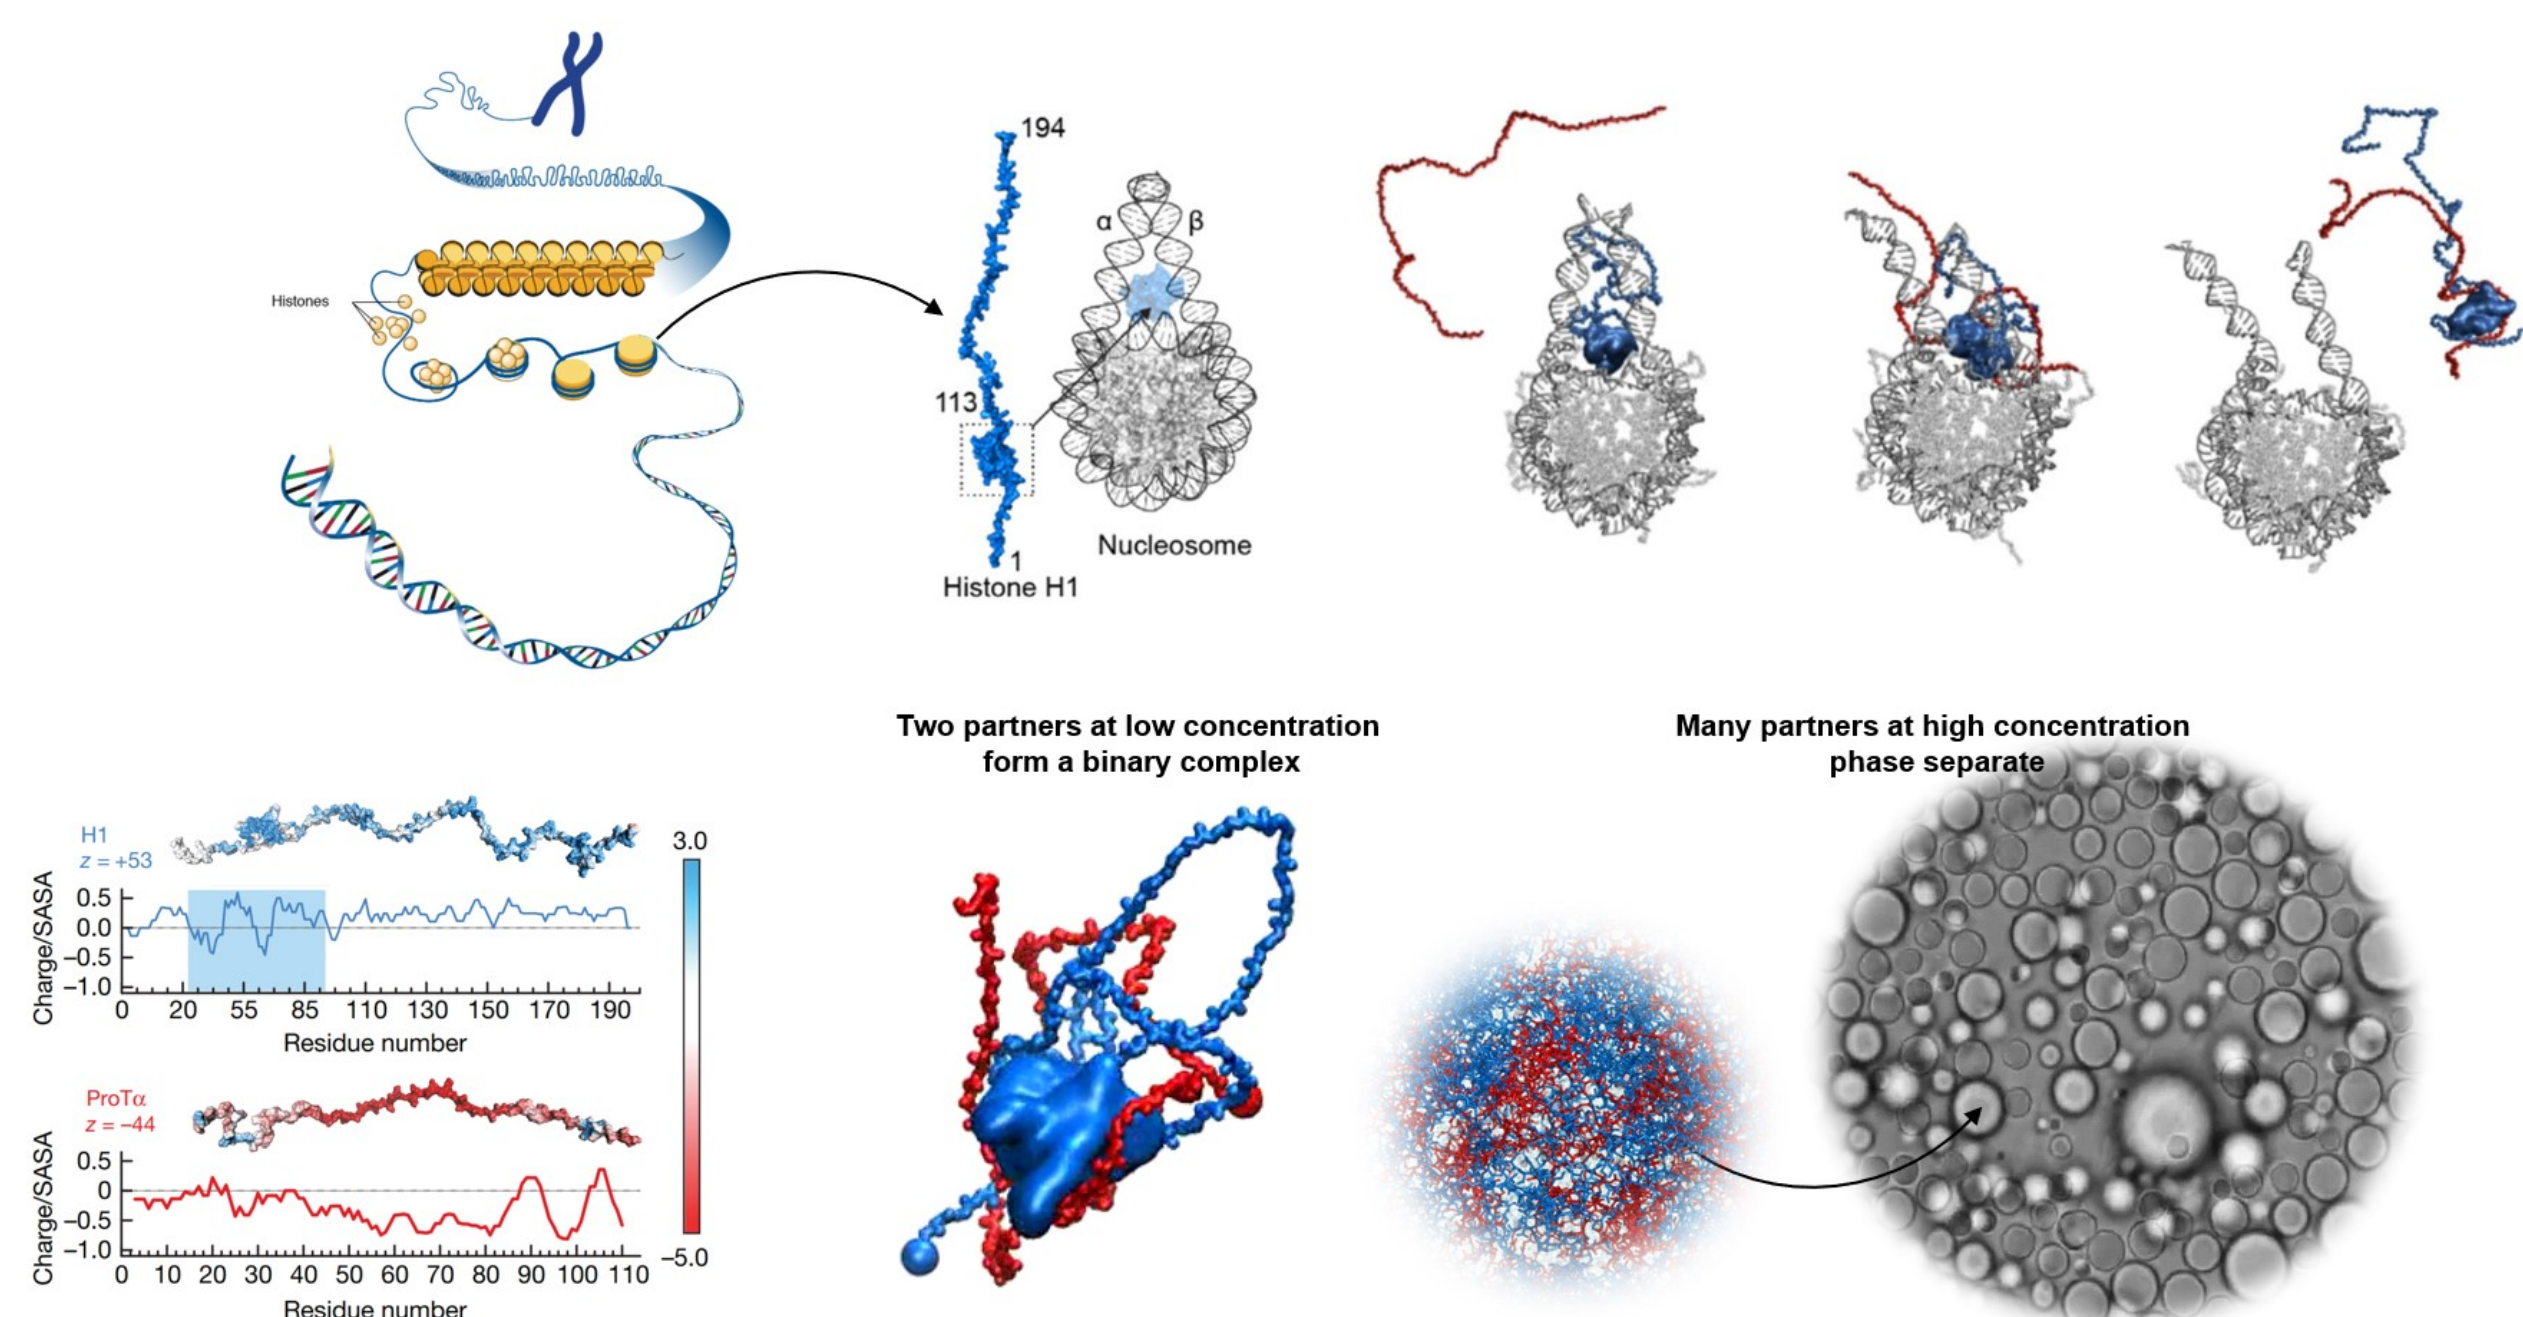 Histones
194
113
1
Histone H1
α
β
Nucleosome
Two partners at low concentration
form a binary complex
Many partners at high concentration
phase separate
H1
z = +53
Charge/SASA
0.5
0.0
−0.5
−1.0
0 20 55 85 110 130 150 170 190
Residue number
ProTα
z = −44
Charge/SASA
0.5
0
−0.5
−1.0
0 10 20 30 40 50 60 70 80 90 100 110
Residue number
3.0
−5.0